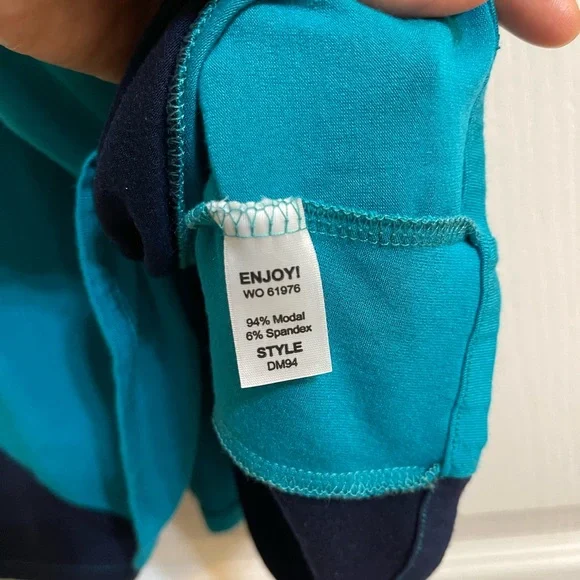 ENJOY!
WO 61976
94% Modal
6% Spandex
STYLE
DM94